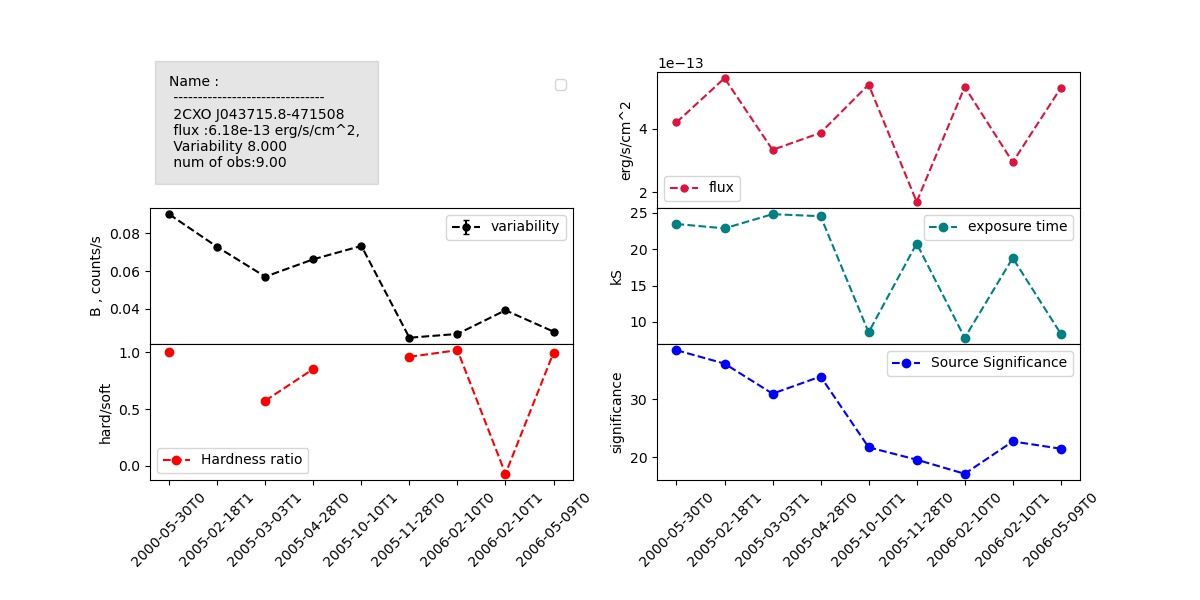 Name :
------------------------------
2CXO J043715.8-471508
flux :6.18e-13 erg/s/cm^2,
Variability 8.000
num of obs:9.00
B , counts/s
0.08
0.06
0.04
variability
hard/soft
1.0
0.5
0.0
Hardness ratio
2000-05-30T0
2005-02-18T1
2005-03-03T1
2005-04-28T0
2005-10-10T1
2005-11-28T0
2006-02-10T0
2006-02-10T1
2006-05-09T0
1e−13
erg/s/cm^2
4
2
flux
kS
25
20
15
10
exposure time
significance
30
20
Source Significance
2000-05-30T0
2005-02-18T1
2005-03-03T1
2005-04-28T0
2005-10-10T1
2005-11-28T0
2006-02-10T0
2006-02-10T1
2006-05-09T0